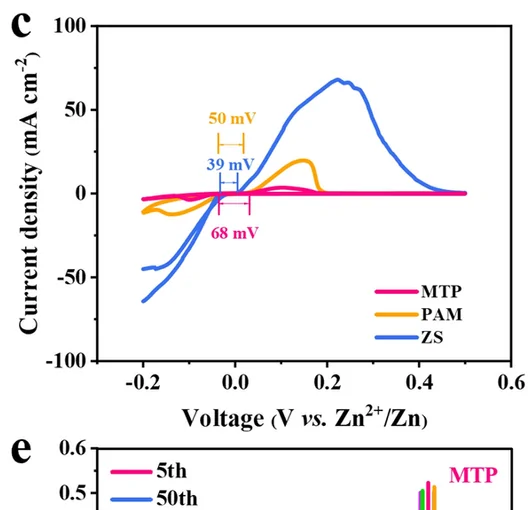 c
100
50
0
-50
-100
Current density (mA cm⁻²)
50 mV
39 mV
68 mV
MTP
PAM
ZS
-0.2 0.0 0.2 0.4 0.6
Voltage (V vs. Zn²⁺/Zn)
e
0.6
0.5
5th
50th
MTP